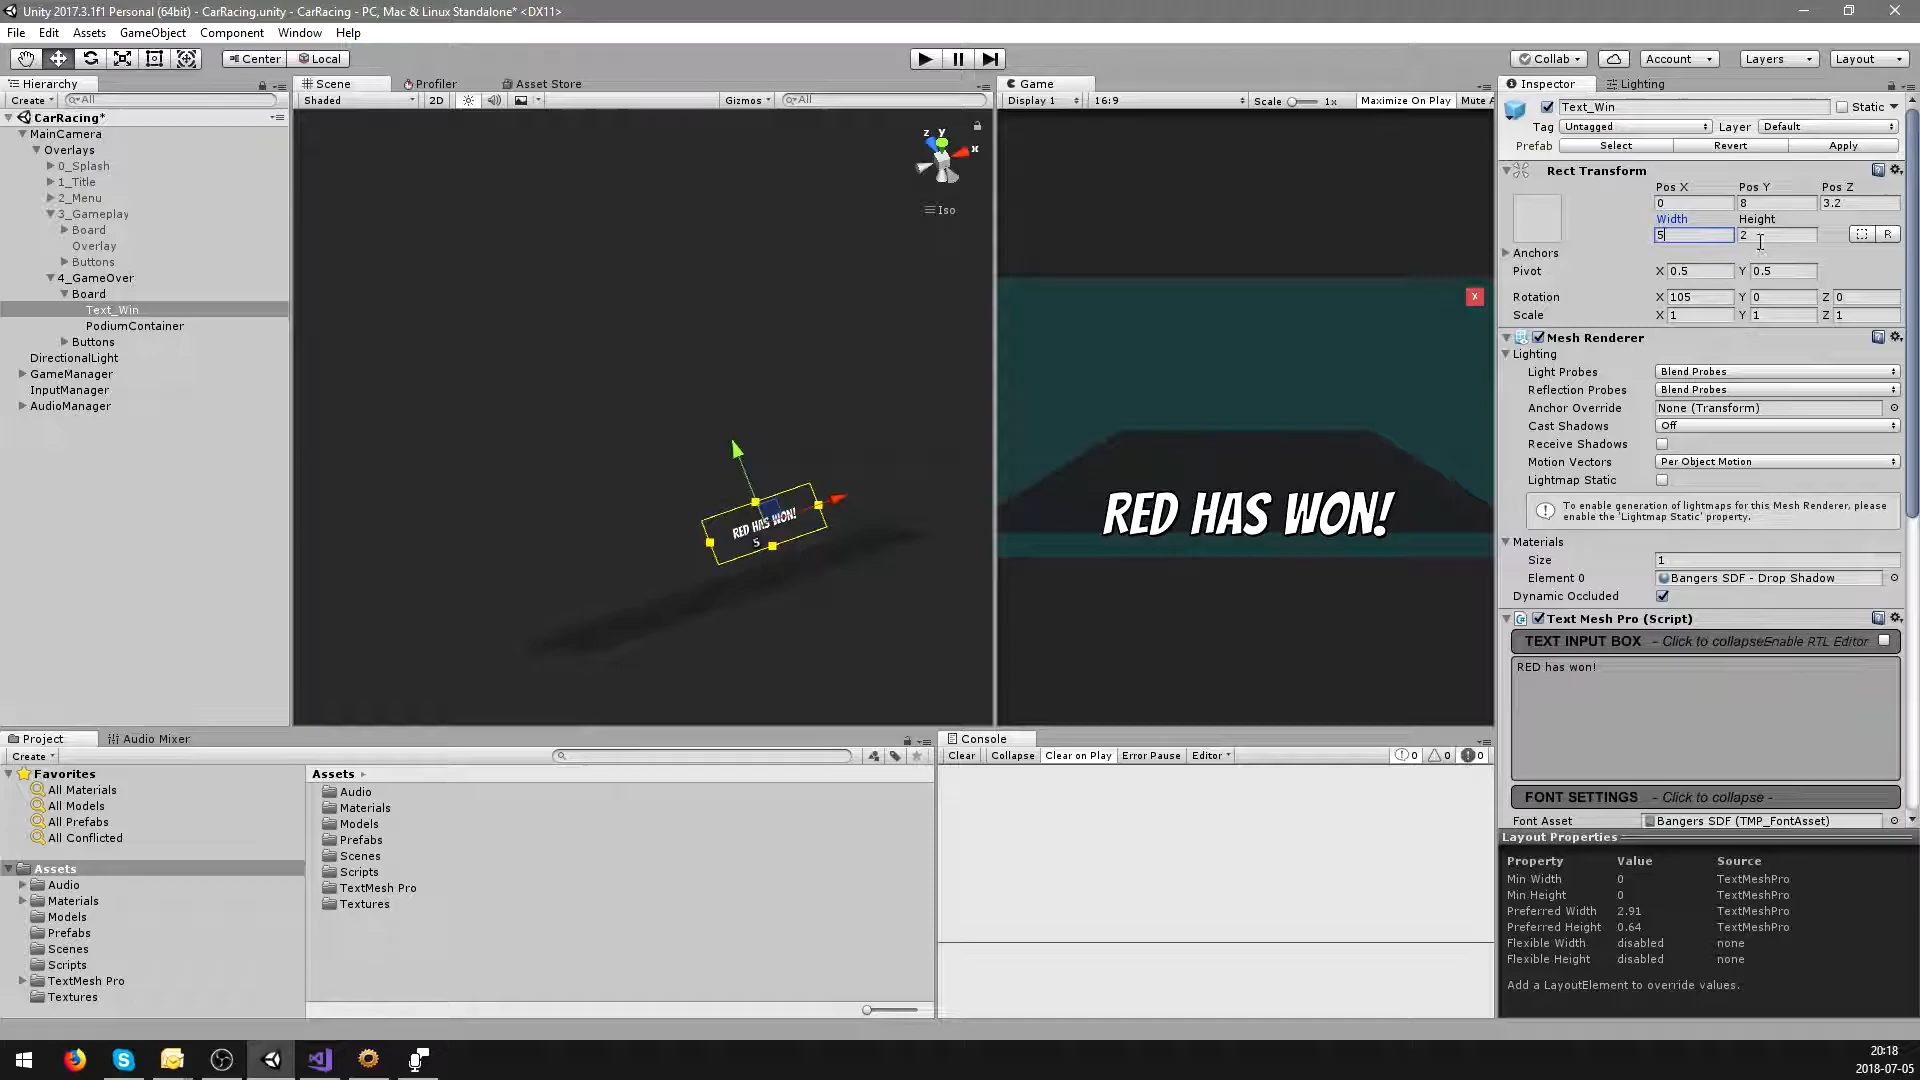 Unity 2017.3.1f1 Personal (64bit) - CarRacing.unity - CarRacing - PC, Mac & Linux Standalone* <DX11>
File Edit Assets GameObject Component Window Help
Center Local Collab Account Layers Layout
Hierarchy
Create All
CarRacing*
MainCamera
Overlays
0_Splash
1_Title
2_Menu
3_Gameplay
Board
Overlay
Buttons
4_GameOver
Board
Text_Win
PodiumContainer
Buttons
DirectionalLight
GameManager
InputManager
AudioManager
Scene Profiler Asset Store
Shaded 2D Gizmos All
z y x
Iso
RED HAS WON!
5
Game
Display 1 16:9 Scale 1x Maximize On Play Mute A
X
RED HAS WON!
Inspector Lighting
Text_Win Static
Tag Untagged Layer Default
Prefab Select Revert Apply
Rect Transform
Pos X Pos Y Pos Z
0 8 3.2
Width Height
5 2 R
Anchors
Pivot X 0.5 Y 0.5
Rotation X 105 Y 0 Z 0
Scale X 1 Y 1 Z 1
Mesh Renderer
Lighting
Light Probes Blend Probes
Reflection Probes Blend Probes
Anchor Override None (Transform)
Cast Shadows Off
Receive Shadows
Motion Vectors Per Object Motion
Lightmap Static
To enable generation of lightmaps for this Mesh Renderer, please
enable the 'Lightmap Static' property.
Materials
Size 1
Element 0 Bangers SDF - Drop Shadow
Dynamic Occluded
Text Mesh Pro (Script)
TEXT INPUT BOX - Click to collapse Enable RTL Editor
RED has won!
FONT SETTINGS - Click to collapse -
Font Asset Bangers SDF (TMP_FontAsset)
Layout Properties
Property Value Source
Min Width 0 TextMeshPro
Min Height 0 TextMeshPro
Preferred Width 2.91 TextMeshPro
Preferred Height 0.64 TextMeshPro
Flexible Width disabled none
Flexible Height disabled none
Add a LayoutElement to override values.
Project Audio Mixer
Create
Favorites
All Materials
All Models
All Prefabs
All Conflicted
Assets
Audio
Materials
Models
Prefabs
Scenes
Scripts
TextMesh Pro
Textures
Assets
Audio
Materials
Models
Prefabs
Scenes
Scripts
TextMesh Pro
Textures
Console
Clear Collapse Clear on Play Error Pause Editor 0 0 0
20:18
2018-07-05